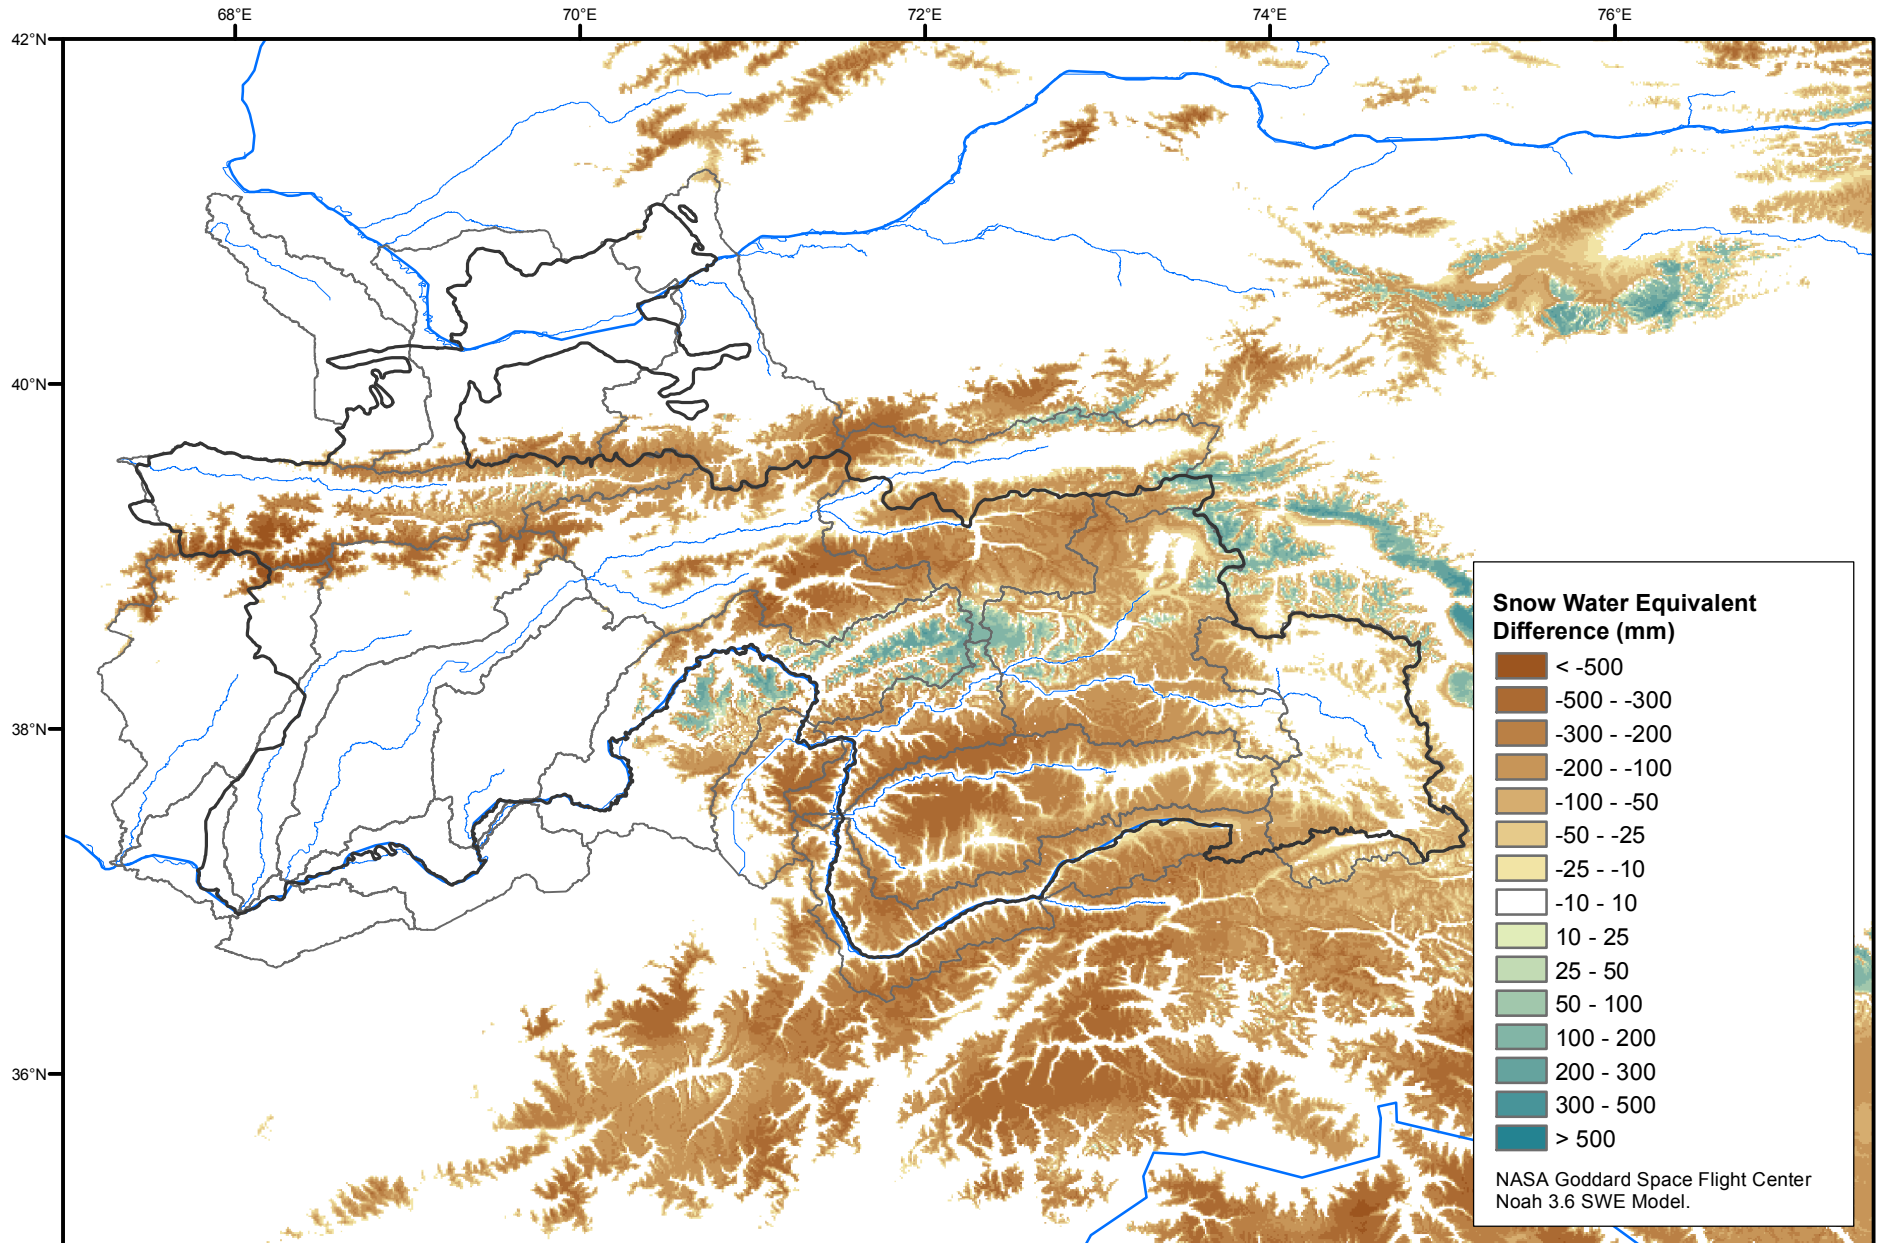 68°E
70°E
72°E
74°E
76°E
42°N
40°N
38°N
36°N
Snow Water Equivalent
Difference (mm)
< -500
-500 - -300
-300 - -200
-200 - -100
-100 - -50
-50 - -25
-25 - -10
-10 - 10
10 - 25
25 - 50
50 - 100
100 - 200
200 - 300
300 - 500
> 500
NASA Goddard Space Flight Center
Noah 3.6 SWE Model.